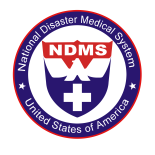 National Disaster Medical System
NDMS
United States of America